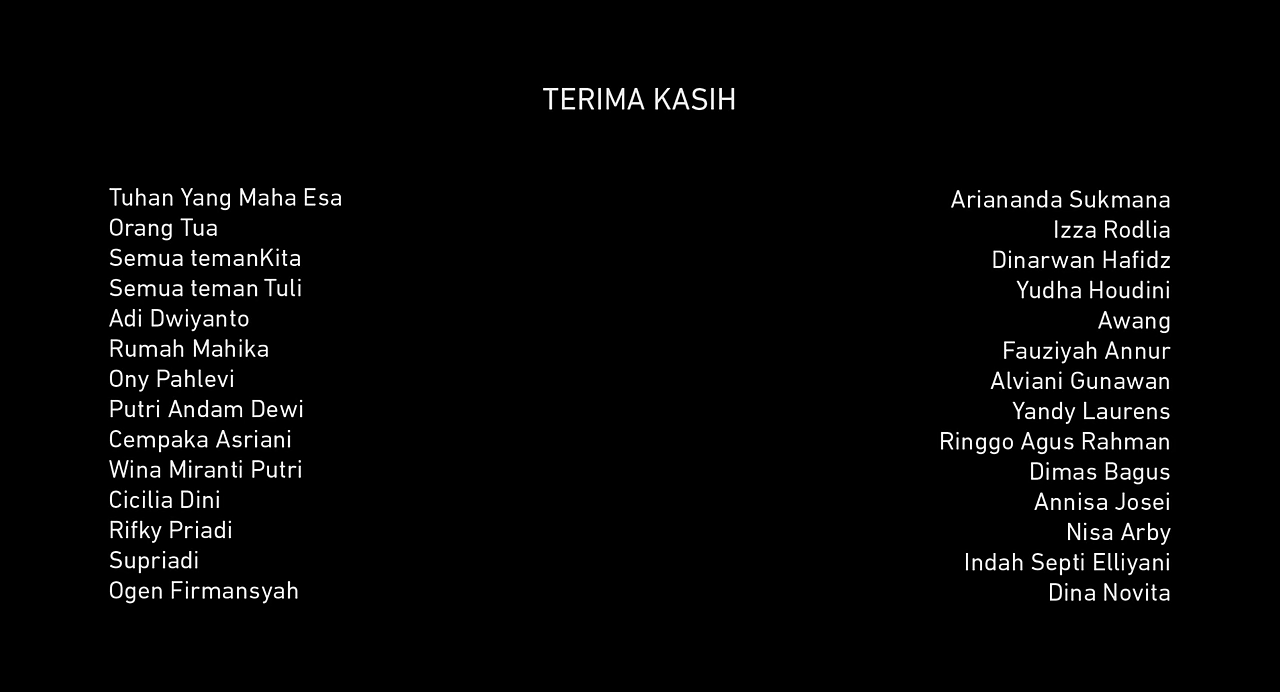 TERIMA KASIH
Tuhan Yang Maha Esa
Orang Tua
Semua temanKita
Semua teman Tuli
Adi Dwiyanto
Rumah Mahika
Ony Pahlevi
Putri Andam Dewi
Cempaka Asriani
Wina Miranti Putri
Cicilia Dini
Rifky Priadi
Supriadi
Ogen Firmansyah
Ariananda Sukmana
Izza Rodlia
Dinarwan Hafidz
Yudha Houdini
Awang
Fauziyah Annur
Alviani Gunawan
Yandy Laurens
Ringgo Agus Rahman
Dimas Bagus
Annisa Josei
Nisa Arby
Indah Septi Elliyani
Dina Novita